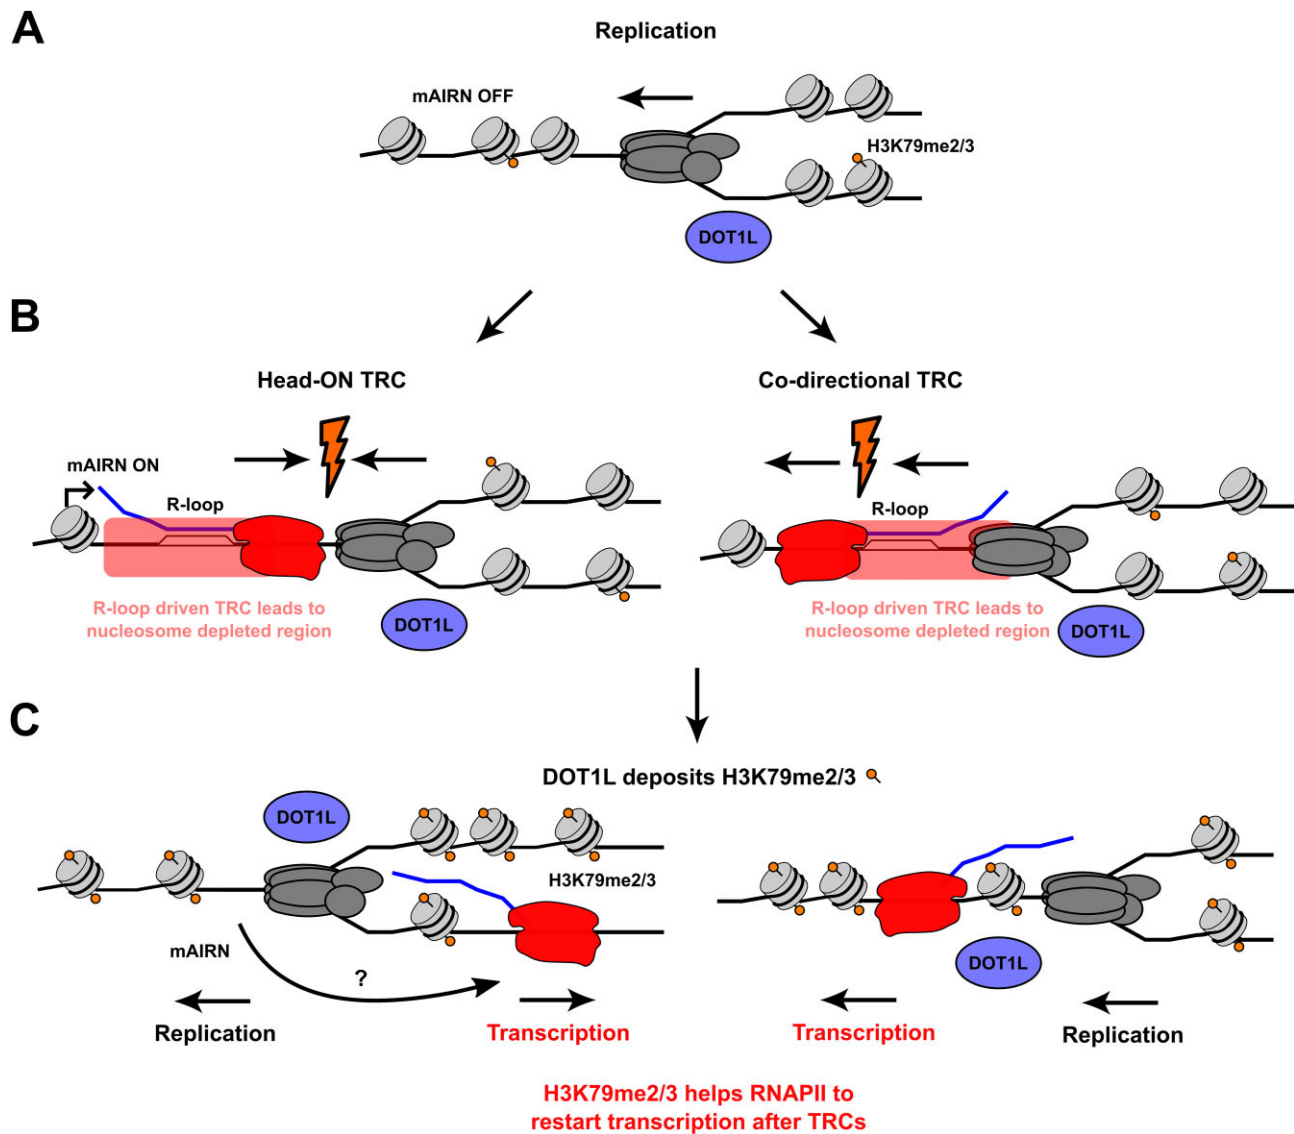 A
Replication
mAIRN OFF
H3K79me2/3
DOT1L
B
Head-ON TRC
Co-directional TRC
mAIRN ON
R-loop
R-loop
R-loop driven TRC leads to
nucleosome depleted region
DOT1L
R-loop driven TRC leads to
nucleosome depleted region
DOT1L
C
DOT1L deposits H3K79me2/3
DOT1L
H3K79me2/3
mAIRN
?
DOT1L
Replication
Transcription
Transcription
Replication
H3K79me2/3 helps RNAPII to
restart transcription after TRCs